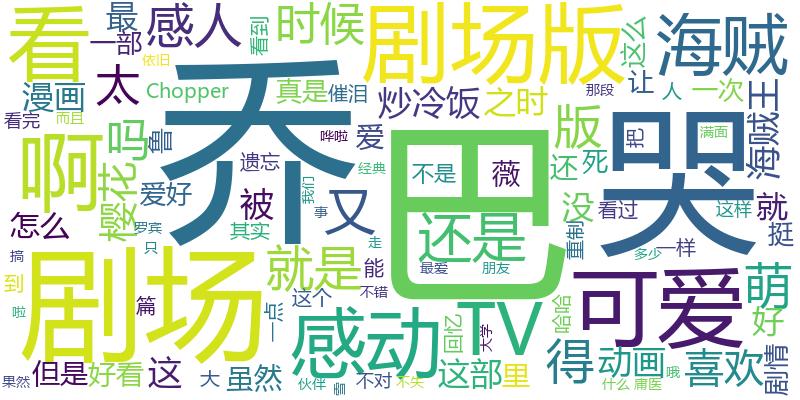 看
最
一部
感人
看到
依旧
时候
剧场版
这么
海贼
漫画
太
Chopper
真是
催泪
炒冷饭
之时
那段
让
人
一次
王
看完
而且
啊
吗
鲁
乔
哗啦
爱
巴
不是
薇
版
还
死
把
哭
满面
海贼
樱花
爱好
遗忘
经典
我们
被
又
还是
没
看过
这样
就
怎么
罗宾
只
其实
事
走
重制
一样
挺
搞
到
剧场
就是
能
最爱
朋友
多少
可爱
萌
啦
篇
一点
这个
不错
感动
回忆
大学
TV
哈哈
好
果然
但是
好看
这
大
虽然
伙伴
不对
不失
这部
里
得
动画
什么
庸医
哦
喜欢
剧情